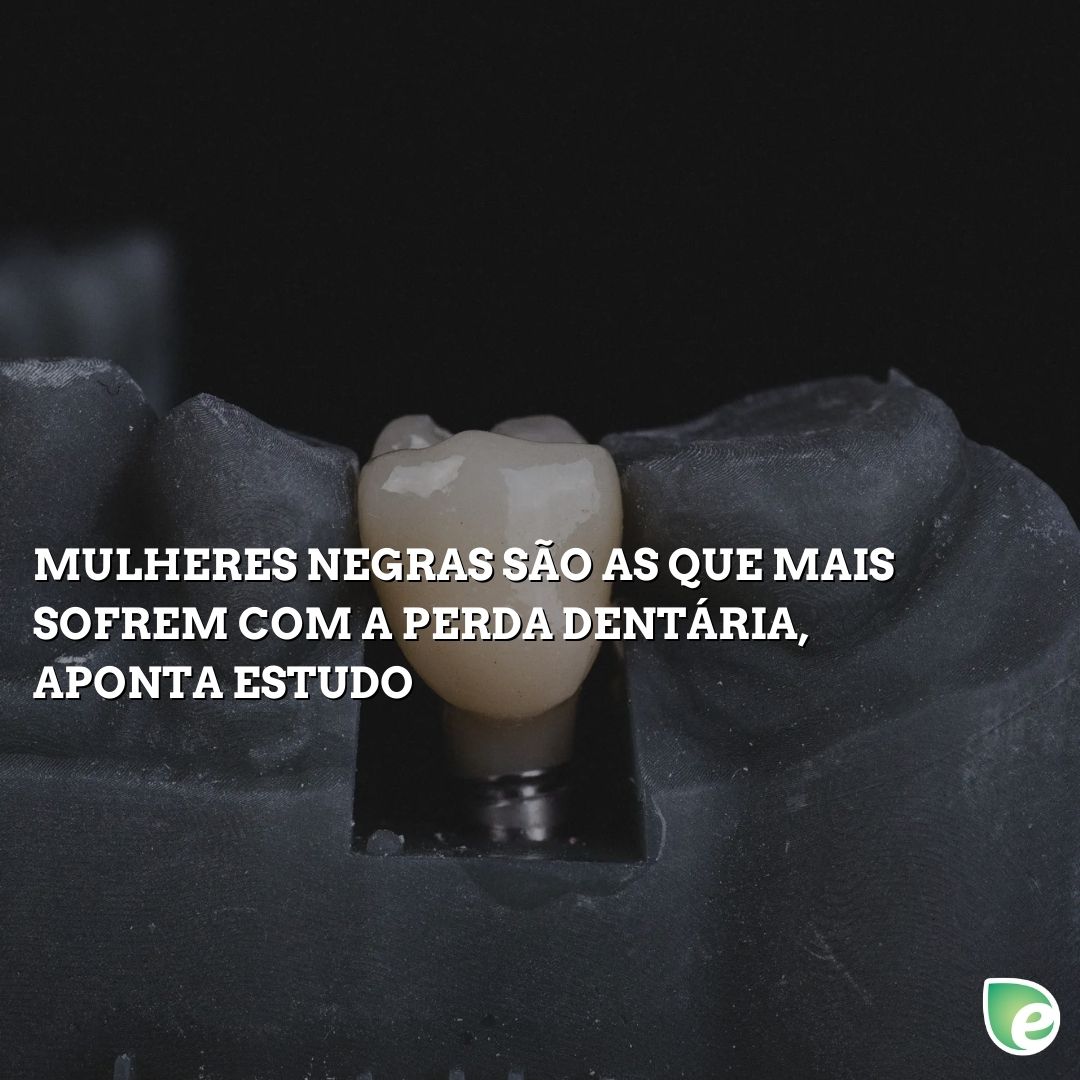 MULHERES NEGRAS SÃO AS QUE MAIS
SOFREM COM A PERDA DENTÁRIA,
APONTA ESTUDO
e